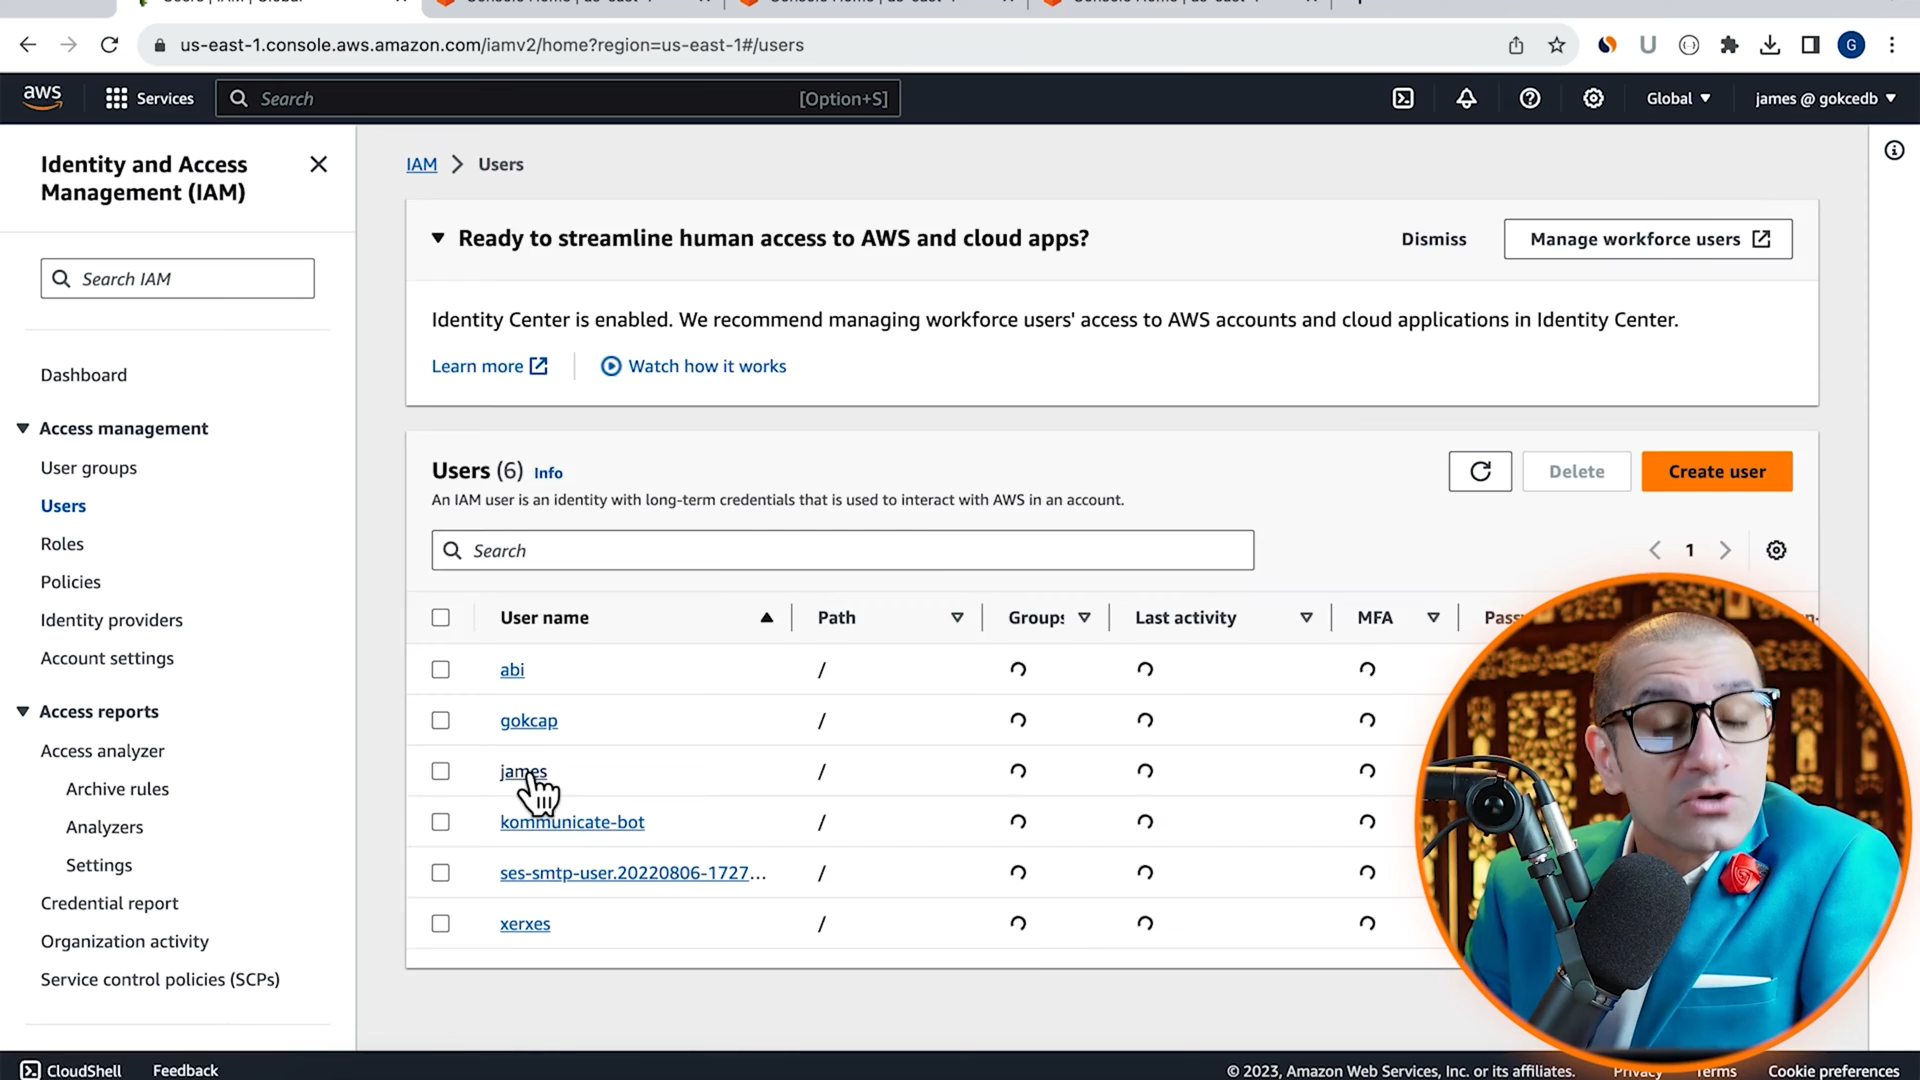 us-east-1.console.aws.amazon.com/iamv2/home?region=us-east-1#/users
G
aws
Services
Search
[Option+S]
Global
james @ gokcedb
Identity and Access
Management (IAM)
Search IAM
Dashboard
Access management
User groups
Users
Roles
Policies
Identity providers
Account settings
Access reports
Access analyzer
Archive rules
Analyzers
Settings
Credential report
Organization activity
Service control policies (SCPs)
IAM
Users
Ready to streamline human access to AWS and cloud apps?
Dismiss
Manage workforce users
Identity Center is enabled. We recommend managing workforce users' access to AWS accounts and cloud applications in Identity Center.
Learn more
Watch how it works
Users (6) Info
Delete
Create user
An IAM user is an identity with long-term credentials that is used to interact with AWS in an account.
Search
1
User name
Path
Groups
Last activity
MFA
abi /
gokcap /
james /
kommunicate-bot /
ses-smtp-user.20220806-1727... /
xerxes /
CloudShell
Feedback
© 2023, Amazon Web Services, Inc. or its affiliates.
Privacy
Terms
Cookie preferences